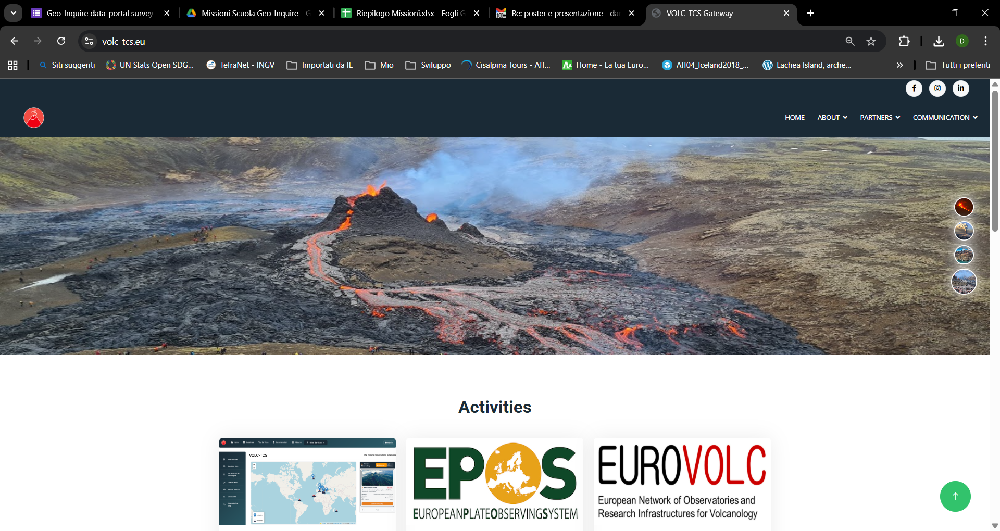 Geo-Inquire data-portal survey
Missioni Scuola Geo-Inquire - G
Riepilogo Missioni.xlsx - Fogli G
100+
Re: poster e presentazione - da
VOLC-TCS Gateway
volc-tcs.eu
D
Siti suggeriti
UN Stats Open SDG...
TefraNet - INGV
Importati da IE
Mio
Sviluppo
Cisalpina Tours - Aff...
Home - La tua Euro...
Aff04_Iceland2018_...
Lachea Island, arche...
Tutti i preferiti
HOME
ABOUT
PARTNERS
COMMUNICATION
Activities
VOLC-TCS
EPOS
EUROPEANPLATEOBSERVINGSYSTEM
EUROVOLC
European Network of Observatories and
Research Infrastructures for Volcanology